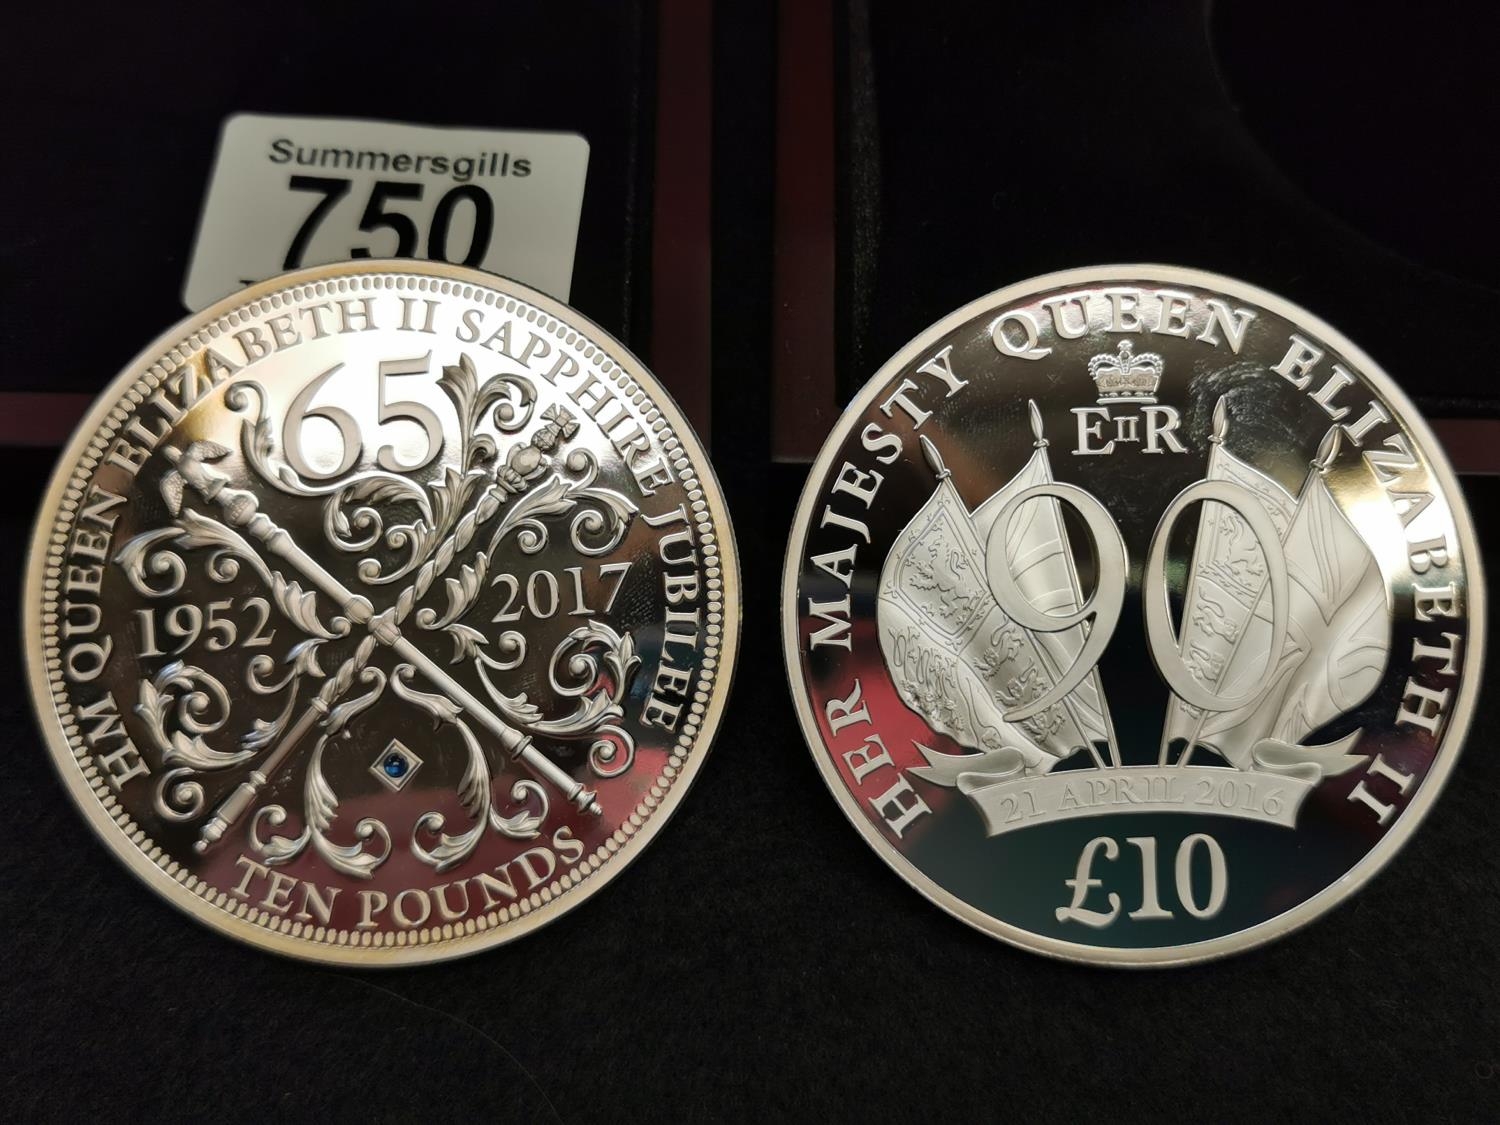 Summersgills
750
HM QUEEN ELIZABETH II SAPPHIRE JUBILEE
65
1952 2017
TEN POUNDS
HER MAJESTY QUEEN ELIZABETH II
EIIR
90
21 APRIL 2016
£10